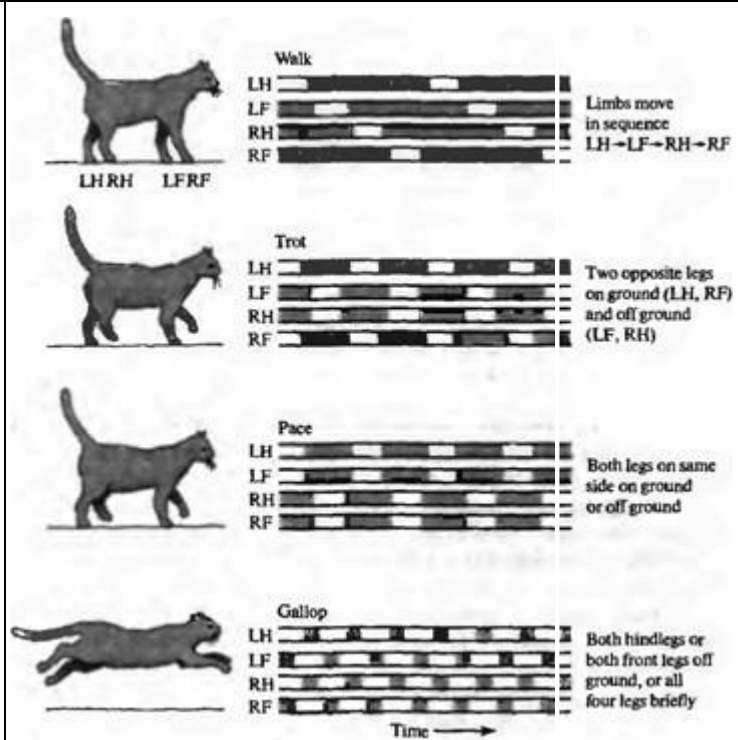 Walk
LH
LF
RH
RF
Limbs move
in sequence
LH→LF→RH→RF
LH RH LF RF
Trot
LH
LF
RH
RF
Two opposite legs
on ground (LH, RF)
and off ground
(LF, RH)
Pace
LH
LF
RH
RF
Both legs on same
side on ground
or off ground
Gallop
LH
LF
RH
RF
Both hindlegs or
both front legs off
ground, or all
four legs briefly
Time →